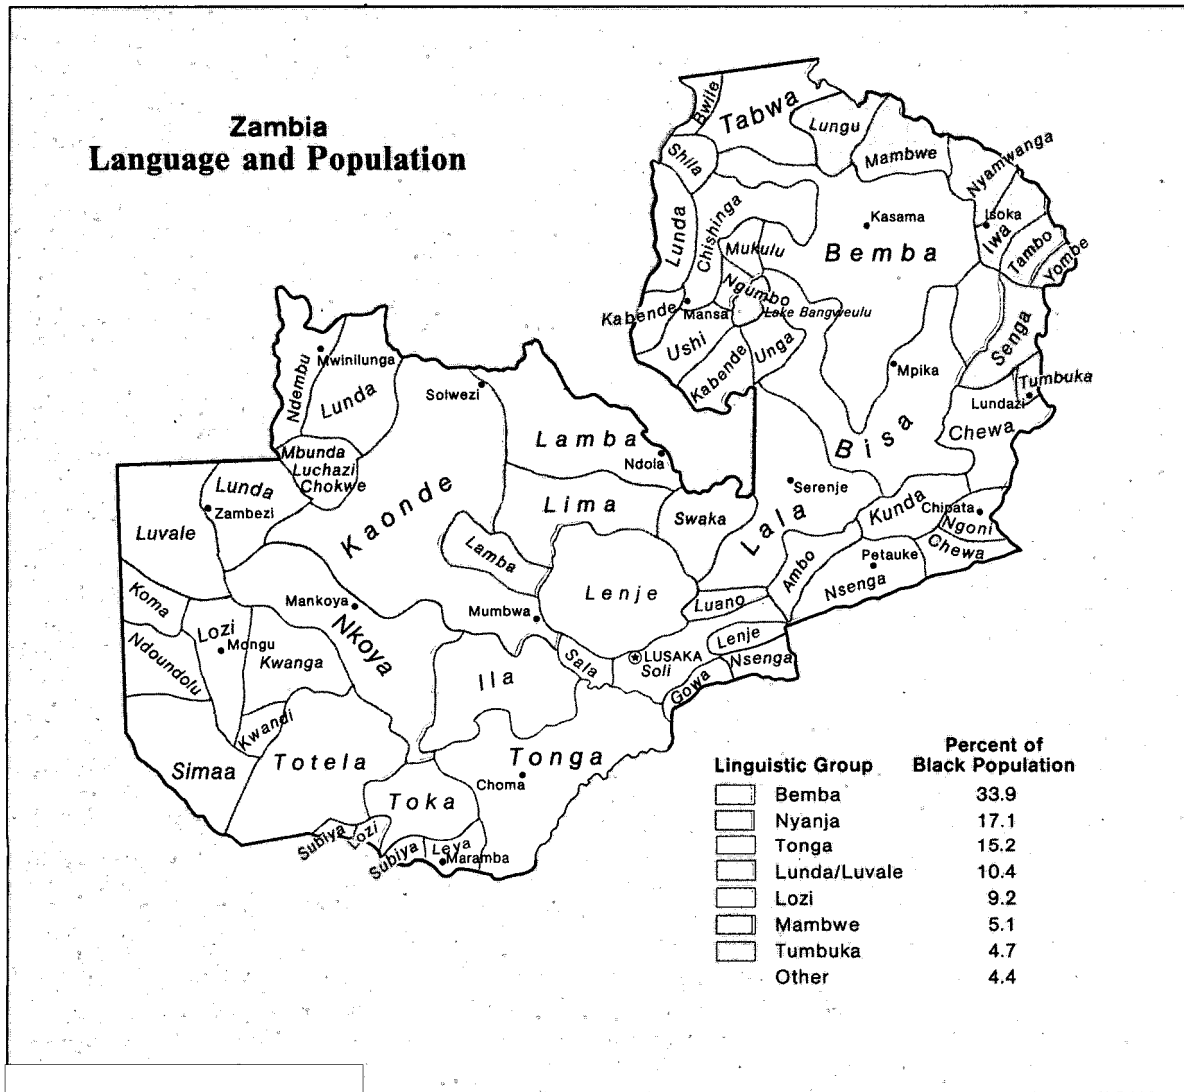 Zambia
Language and Population
Bwile
Tabwa
Lungu
Mambwe
Nyamwanga
Shila
Isoka
Iwa
Tambo
Yombe
Kasama
Bemba
Lunda
Chishinga
Mukulu
Ngumbo
Lake Bangweulu
Kabende
Mansa
Ushi
Kabende
Unga
Senga
Mpika
Tumbuka
Lundazi
Chewa
Bisa
Ndembu
Mwinilunga
Lunda
Solwezi
Lamba
Ndola
Mbunda
Luchazi
Chokwe
Lunda
Zambezi
Luvale
Kaonde
Lima
Swaka
Serenje
Lala
Kunda
Chipata
Ngoni
Chewa
Petauke
Nsenga
Ambo
Lamba
Lenje
Luano
Koma
Mankoya
Mumbwa
Nkoya
Lozi
Mongu
Kwanga
Ndoundolu
Ila
Sala
LUSAKA
Soli
Lenje
Nsenga
Gowa
Kwandi
Simaa
Totela
Tonga
Choma
Toka
Subiya
Lozi
Subiya
Leya
Maramba
Linguistic Group Percent of Black Population
Bemba 33.9
Nyanja 17.1
Tonga 15.2
Lunda/Luvale 10.4
Lozi 9.2
Mambwe 5.1
Tumbuka 4.7
Other 4.4